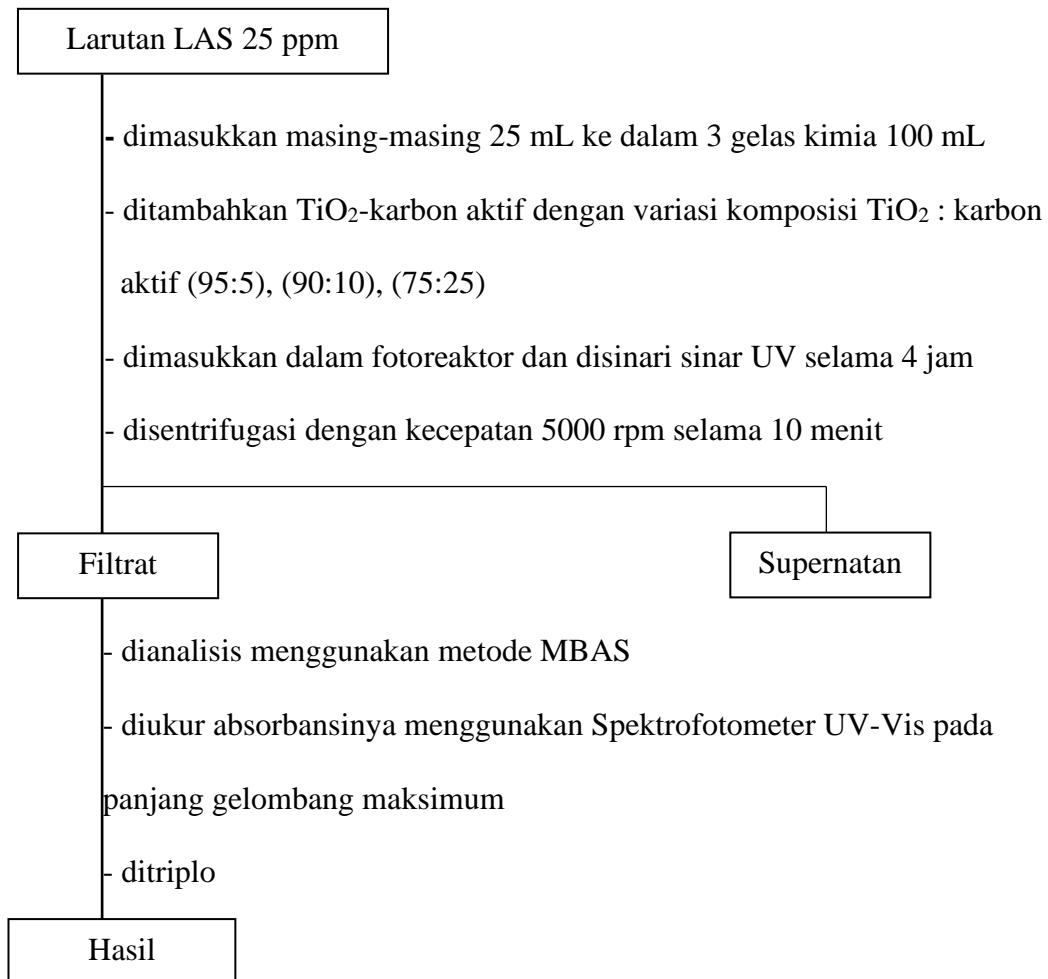 Larutan LAS 25 ppm
- dimasukkan masing-masing 25 mL ke dalam 3 gelas kimia 100 mL
- ditambahkan TiO₂-karbon aktif dengan variasi komposisi TiO₂ : karbon
aktif (95:5), (90:10), (75:25)
- dimasukkan dalam fotoreaktor dan disinari sinar UV selama 4 jam
- disentrifugasi dengan kecepatan 5000 rpm selama 10 menit
Filtrat
Supernatan
- dianalisis menggunakan metode MBAS
- diukur absorbansinya menggunakan Spektrofotometer UV-Vis pada
panjang gelombang maksimum
- ditriplo
Hasil